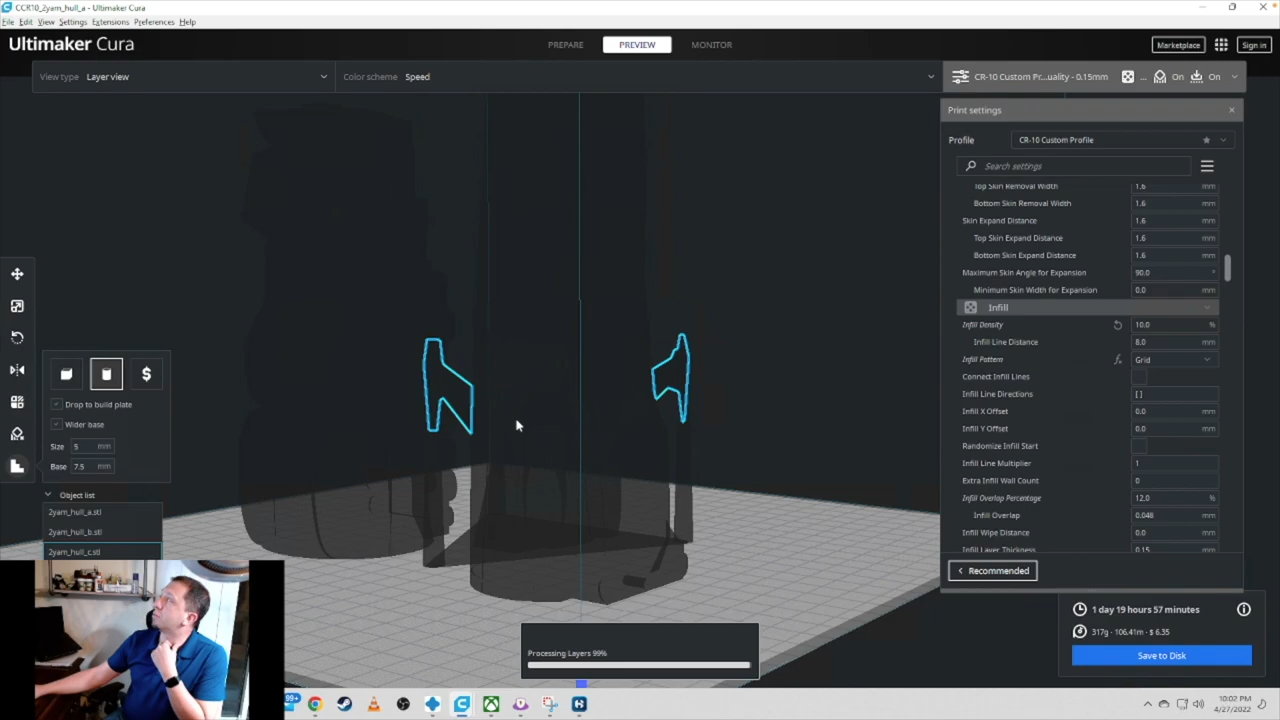 CCR10_2yam_hull_a - Ultimaker Cura
File Edit View Settings Extensions Preferences Help
Ultimaker Cura
PREPARE PREVIEW MONITOR
Marketplace Sign in
View type Layer view Color scheme Speed
CR-10 Custom Pr...uality - 0.15mm ... On On
Print settings
Profile CR-10 Custom Profile
Search settings
Top Skin Removal Width 1.6 mm
Bottom Skin Removal Width 1.6 mm
Skin Expand Distance 1.6 mm
Top Skin Expand Distance 1.6 mm
Bottom Skin Expand Distance 1.6 mm
Maximum Skin Angle for Expansion 90.0 °
Minimum Skin Width for Expansion 0.0 mm
Infill
Infill Density 10.0 %
Infill Line Distance 8.0 mm
Infill Pattern Grid
Connect Infill Lines
Infill Line Directions [ ]
Infill X Offset 0.0 mm
Infill Y Offset 0.0 mm
Randomize Infill Start
Infill Line Multiplier 1
Extra Infill Wall Count 0
Infill Overlap Percentage 12.0 %
Infill Overlap 0.048 mm
Infill Wipe Distance 0.0 mm
Infill Layer Thickness 0.15 mm
Recommended
Drop to build plate
Wider base
Size 5 mm
Base 7.5 mm
Object list
2yam_hull_a.stl
2yam_hull_b.stl
2yam_hull_c.stl
1 day 19 hours 57 minutes
317g · 106.41m · $ 6.35
Save to Disk
Processing Layers 99%
99+
10:02 PM
4/27/2022